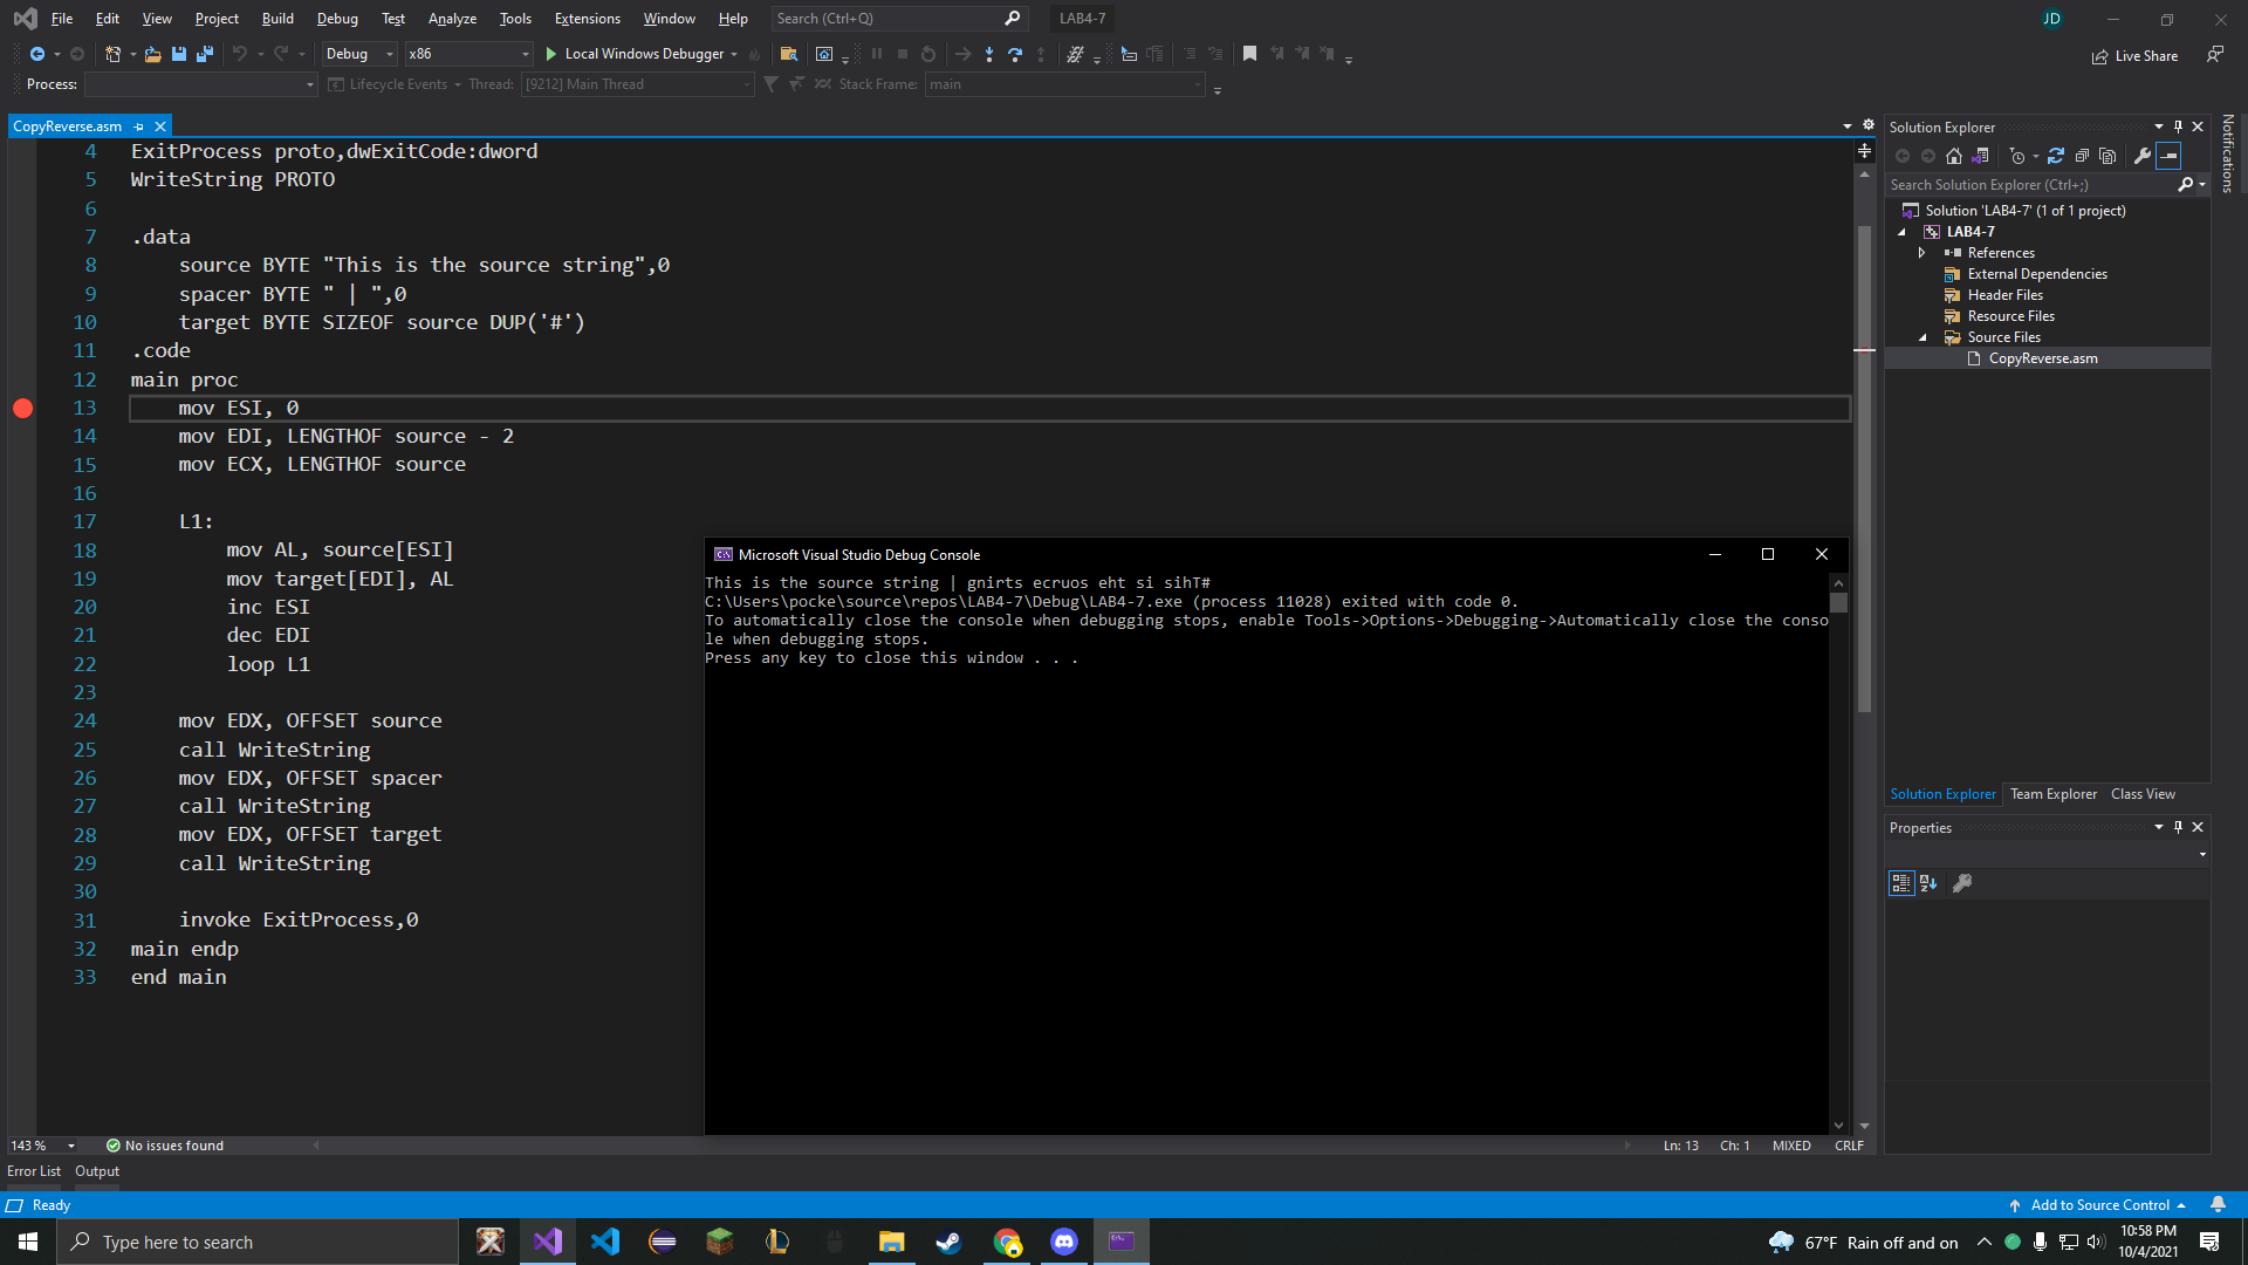 File Edit View Project Build Debug Test Analyze Tools Extensions Window Help Search (Ctrl+Q) LAB4-7 JD
Debug x86 Local Windows Debugger Live Share
Process: Lifecycle Events Thread: [9212] Main Thread Stack Frame: main
CopyReverse.asm
4 ExitProcess proto,dwExitCode:dword
5 WriteString PROTO
6
7 .data
8 source BYTE "This is the source string",0
9 spacer BYTE " | ",0
10 target BYTE SIZEOF source DUP('#')
11 .code
12 main proc
13 mov ESI, 0
14 mov EDI, LENGTHOF source - 2
15 mov ECX, LENGTHOF source
16
17 L1:
18 mov AL, source[ESI]
19 mov target[EDI], AL
20 inc ESI
21 dec EDI
22 loop L1
23
24 mov EDX, OFFSET source
25 call WriteString
26 mov EDX, OFFSET spacer
27 call WriteString
28 mov EDX, OFFSET target
29 call WriteString
30
31 invoke ExitProcess,0
32 main endp
33 end main
Microsoft Visual Studio Debug Console
This is the source string | gnirts ecruos eht si sihT#
C:\Users\pocke\source\repos\LAB4-7\Debug\LAB4-7.exe (process 11028) exited with code 0.
To automatically close the console when debugging stops, enable Tools->Options->Debugging->Automatically close the conso
le when debugging stops.
Press any key to close this window . . .
Solution Explorer
Search Solution Explorer (Ctrl+;)
Solution 'LAB4-7' (1 of 1 project)
LAB4-7
References
External Dependencies
Header Files
Resource Files
Source Files
CopyReverse.asm
Solution Explorer Team Explorer Class View
Properties
Notifications
143 % No issues found Ln: 13 Ch: 1 MIXED CRLF
Error List Output
Ready Add to Source Control
Type here to search 67°F Rain off and on 10:58 PM
10/4/2021